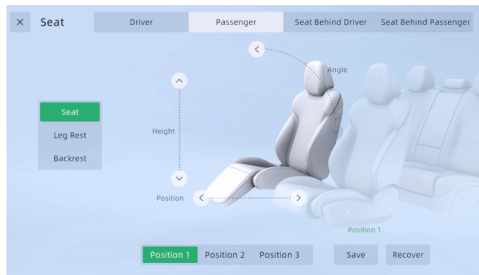 Seat
Driver
Passenger
Seat Behind Driver
Seat Behind Passenger
Angle
Seat
Leg Rest
Backrest
Height
Position
Position 1
Position 1
Position 2
Position 3
Save
Recover